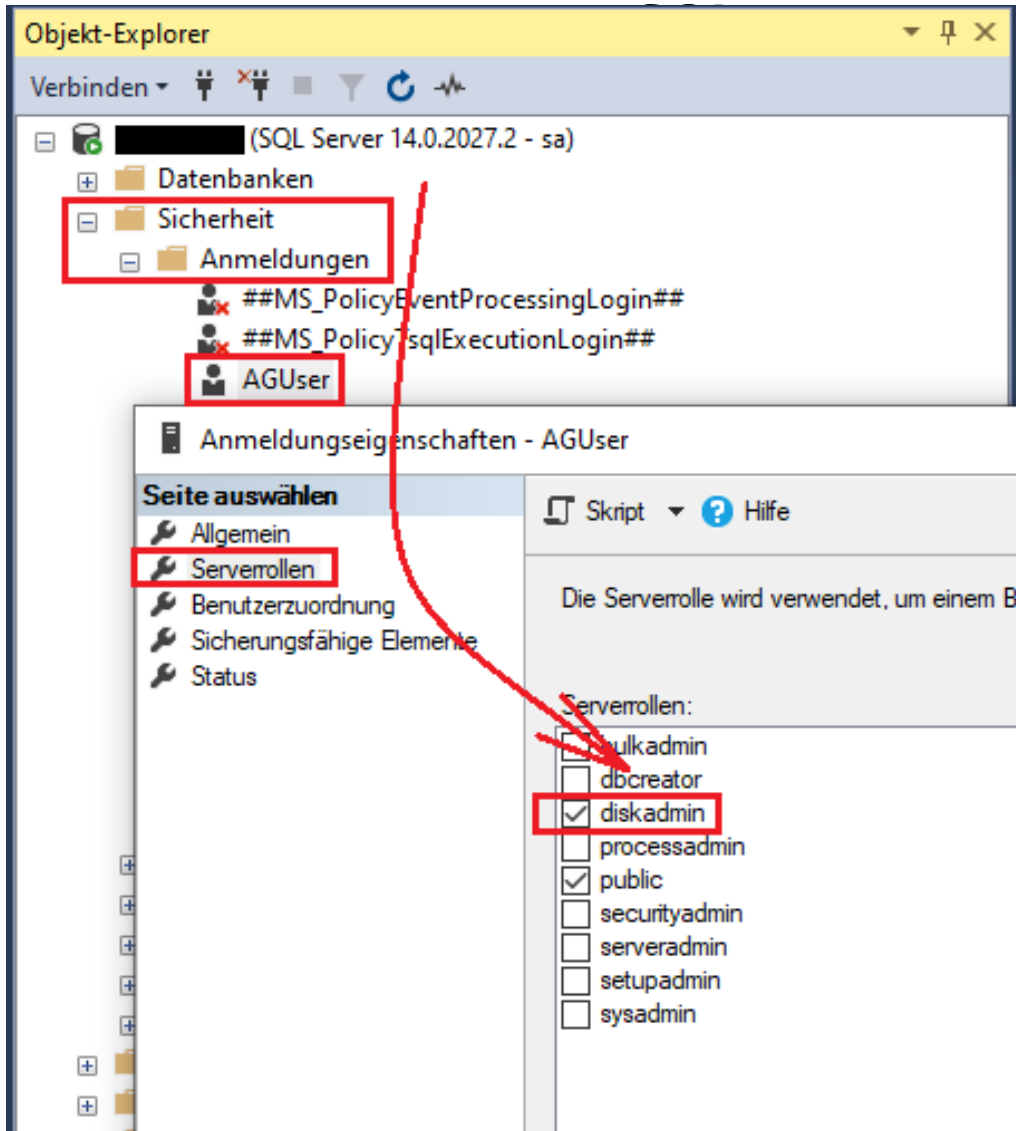 Objekt-Explorer
Verbinden
(SQL Server 14.0.2027.2 - sa)
Datenbanken
Sicherheit
Anmeldungen
##MS_PolicyEventProcessingLogin##
##MS_PolicyTsqlExecutionLogin##
AGUser
Anmeldungseigenschaften - AGUser
Seite auswählen
Skript Hilfe
Allgemein
Serverrollen
Benutzerzuordnung
Sicherungsfähige Elemente
Status
Die Serverrolle wird verwendet, um einem B
Serverrollen:
bulkadmin
dbcreator
diskadmin
processadmin
public
securityadmin
serveradmin
setupadmin
sysadmin